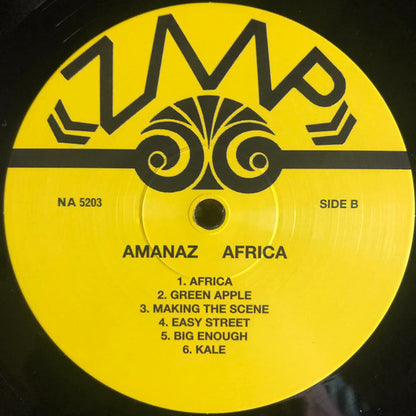 ZMP
NA 5203
SIDE B
AMANAZ AFRICA
1. AFRICA
2. GREEN APPLE
3. MAKING THE SCENE
4. EASY STREET
5. BIG ENOUGH
6. KALE